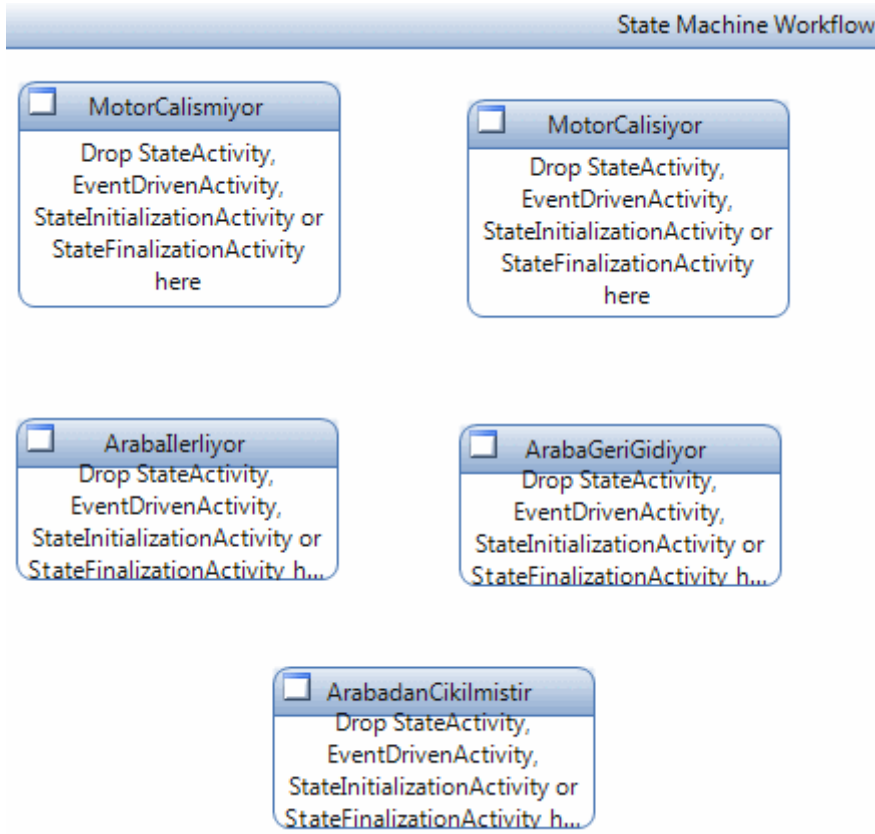 State Machine Workflow
MotorCalismiyor
Drop StateActivity,
EventDrivenActivity,
StateInitializationActivity or
StateFinalizationActivity
here
MotorCalisiyor
Drop StateActivity,
EventDrivenActivity,
StateInitializationActivity or
StateFinalizationActivity
here
ArabaIlerliyor
Drop StateActivity,
EventDrivenActivity,
StateInitializationActivity or
StateFinalizationActivity h...
ArabaGeriGidiyor
Drop StateActivity,
EventDrivenActivity,
StateInitializationActivity or
StateFinalizationActivity h...
ArabadanCikilmistir
Drop StateActivity,
EventDrivenActivity,
StateInitializationActivity or
StateFinalizationActivity h...